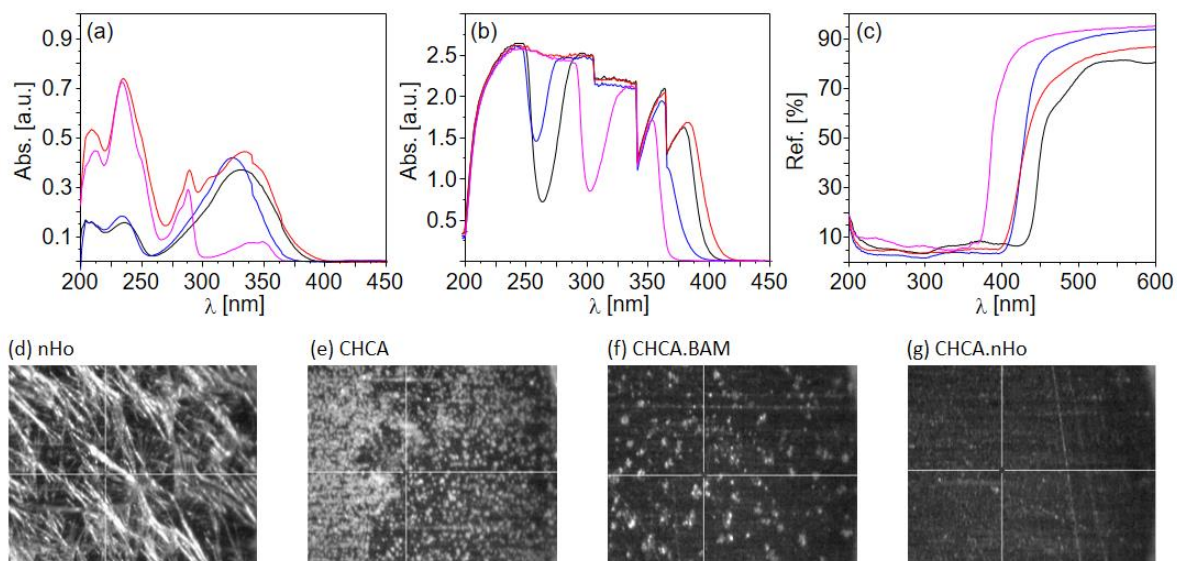 (a)
Abs. [a.u.]
0.9
0.7
0.5
0.3
0.1
200 250 300 350 400 450
λ [nm]
(b)
Abs. [a.u.]
2.5
2.0
1.5
1.0
0.5
200 250 300 350 400 450
λ [nm]
(c)
Ref. [%]
90
70
50
30
10
200 300 400 500 600
λ [nm]
(d) nHo
(e) CHCA
(f) CHCA.BAM
(g) CHCA.nHo